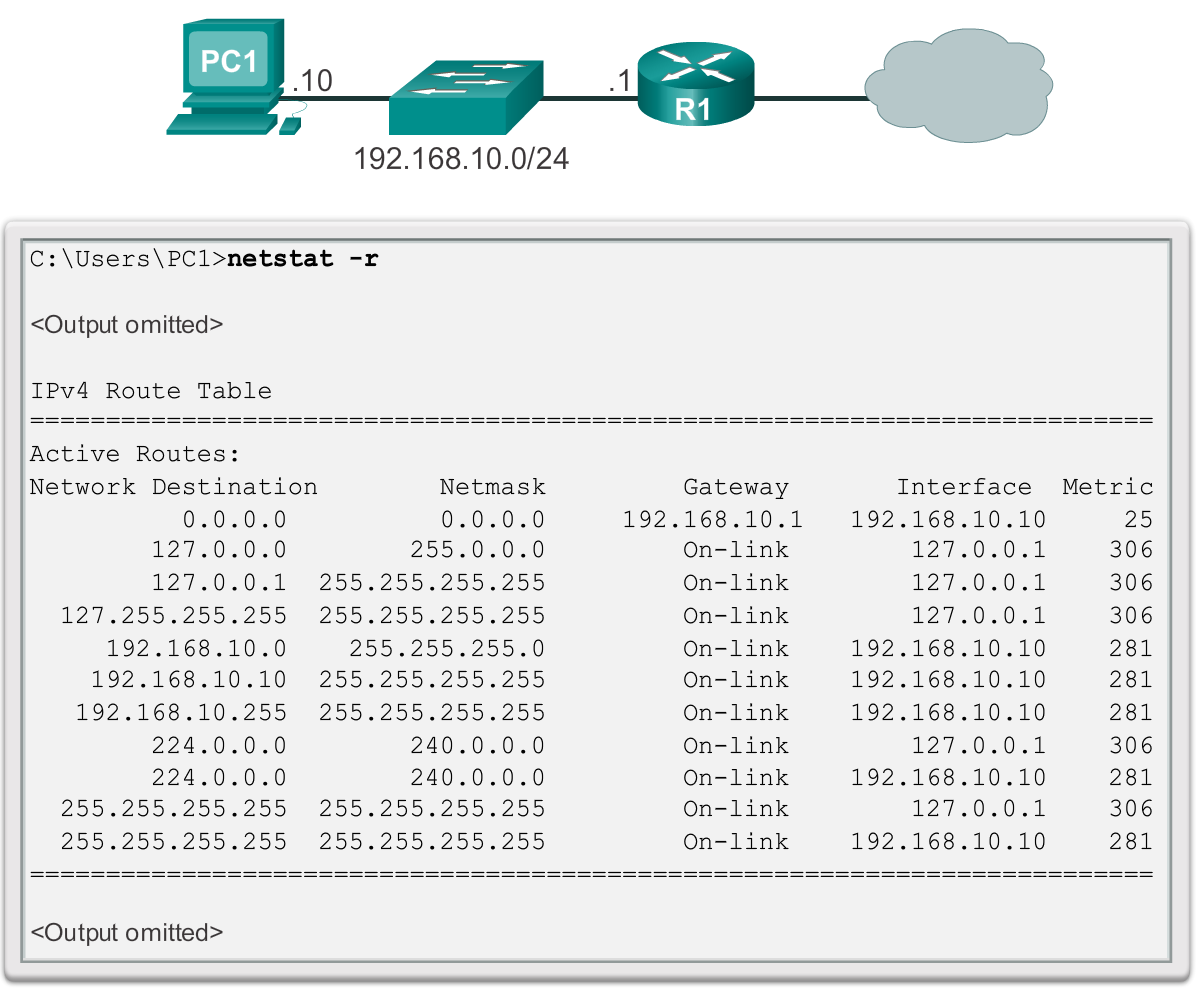 PC1
.10
.1
R1
192.168.10.0/24
C:\Users\PC1>netstat -r
<Output omitted>
IPv4 Route Table
==========================================================================
Active Routes:
Network Destination        Netmask         Gateway       Interface  Metric
0.0.0.0          0.0.0.0     192.168.10.1   192.168.10.10     25
127.0.0.0        255.0.0.0         On-link        127.0.0.1    306
127.0.0.1  255.255.255.255         On-link        127.0.0.1    306
127.255.255.255  255.255.255.255         On-link        127.0.0.1    306
192.168.10.0    255.255.255.0         On-link    192.168.10.10    281
192.168.10.10  255.255.255.255         On-link    192.168.10.10    281
192.168.10.255  255.255.255.255         On-link    192.168.10.10    281
224.0.0.0        240.0.0.0         On-link        127.0.0.1    306
224.0.0.0        240.0.0.0         On-link    192.168.10.10    281
255.255.255.255  255.255.255.255         On-link        127.0.0.1    306
255.255.255.255  255.255.255.255         On-link    192.168.10.10    281
==========================================================================
<Output omitted>